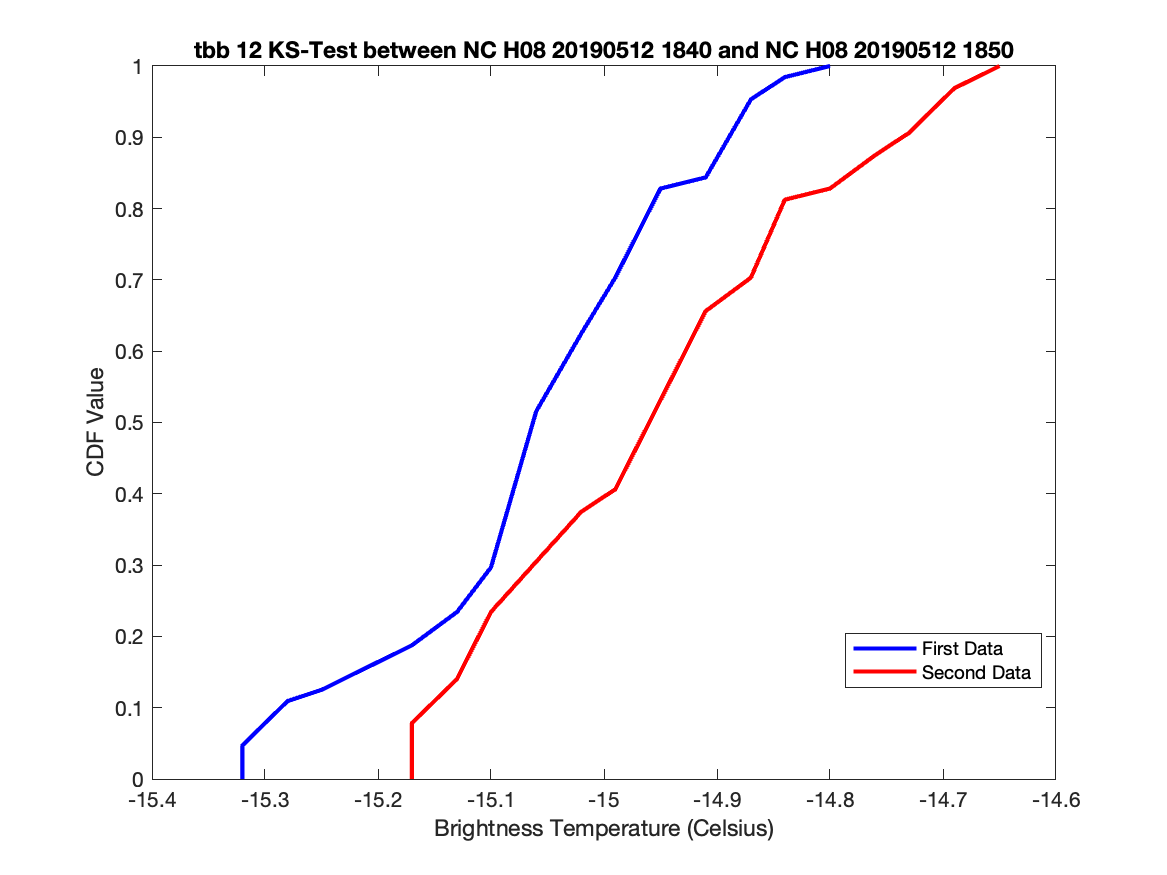 tbb 12 KS-Test between NC H08 20190512 1840 and NC H08 20190512 1850
1
0.9
0.8
0.7
0.6
0.5
0.4
0.3
0.2
0.1
0
CDF Value
First Data
Second Data
-15.4 -15.3 -15.2 -15.1 -15 -14.9 -14.8 -14.7 -14.6
Brightness Temperature (Celsius)